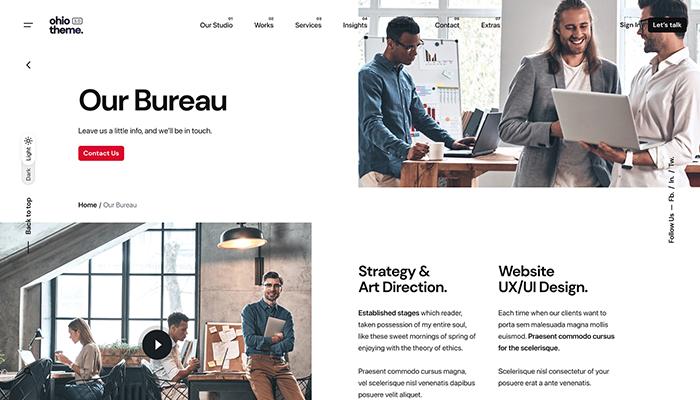 ohio
theme.
01
Our Studio
02
Works
03
Services
04
Insights
06
Contact
07
Extras
Sign In
Let's talk
Our Bureau
Leave us a little info, and we'll be in touch.
Contact Us
Light
Dark
Back to top
Home / Our Bureau
Follow Us — Fb. / In. / Tw.
Strategy &
Art Direction.
Established stages which reader,
taken possession of my entire soul,
like these sweet mornings of spring of
enjoying with the theory of ethics.
Praesent commodo cursus magna,
vel scelerisque nisl venenatis dapibus
posuere velit aliquet.
Website
UX/UI Design.
Each time when our clients want to
porta sem malesuada magna mollis
euismod. Praesent commodo cursus
for the scelerisque.
Scelerisque nisl consectetur of your
posuere erat a ante venenatis.